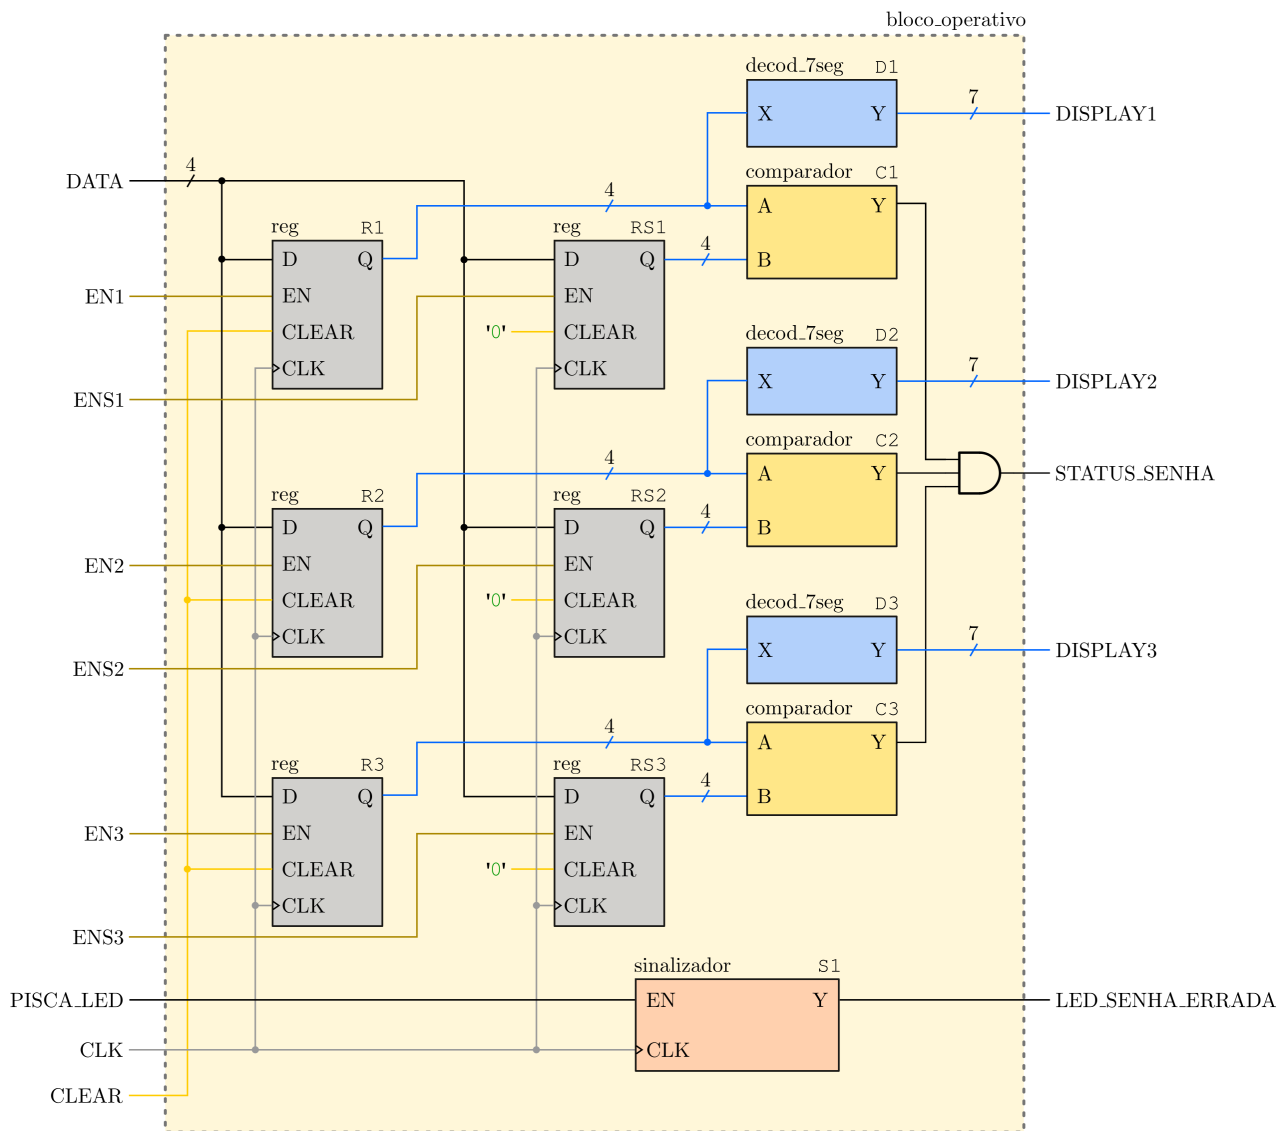 bloco_operativo
decod_7seg D1
X Y
7
DISPLAY1
4
DATA
comparador C1
4
A Y
reg R1
reg RS1
4
D Q
D Q
B
EN1
EN
EN
CLEAR
'0'
CLEAR
decod_7seg D2
CLK
CLK
X Y
7
DISPLAY2
ENS1
comparador C2
4
A Y
STATUS_SENHA
reg R2
reg RS2
4
D Q
D Q
B
EN2
EN
EN
CLEAR
'0'
CLEAR
decod_7seg D3
CLK
CLK
X Y
7
DISPLAY3
ENS2
comparador C3
4
A Y
reg R3
reg RS3
4
D Q
D Q
B
EN3
EN
EN
CLEAR
'0'
CLEAR
CLK
CLK
ENS3
sinalizador S1
PISCA_LED
EN Y
LED_SENHA_ERRADA
CLK
CLK
CLEAR